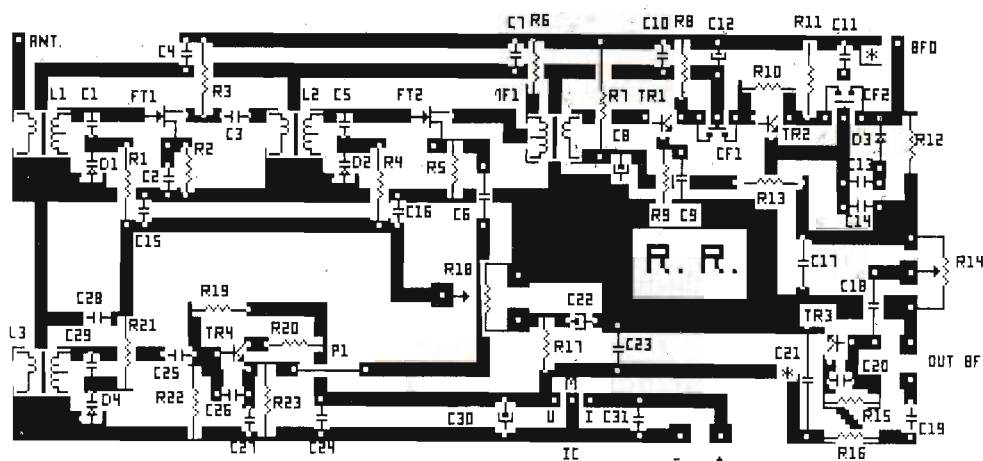 ANT.
C4
C7
R6
C10
R8
C12
R11
C11
*
BFO
L1
C1
FT1
R3
C3
L2
C5
FT2
MF1
R7
TR1
R10
CF2
C8
CF1
TR2
D3
R12
D1
R1
C2
R2
D2
R4
R5
C13
R13
C14
C15
C16
C6
R9
C9
R. R.
R18
C17
R14
C18
C28
R19
C22
L3
C29
R21
TR4
R20
P1
R17
C23
C21
TR3
*
OUT BF
C25
C20
D4
R22
C26
R23
C30
U
M
I
C31
R15
C27
C24
IC
R16
C19